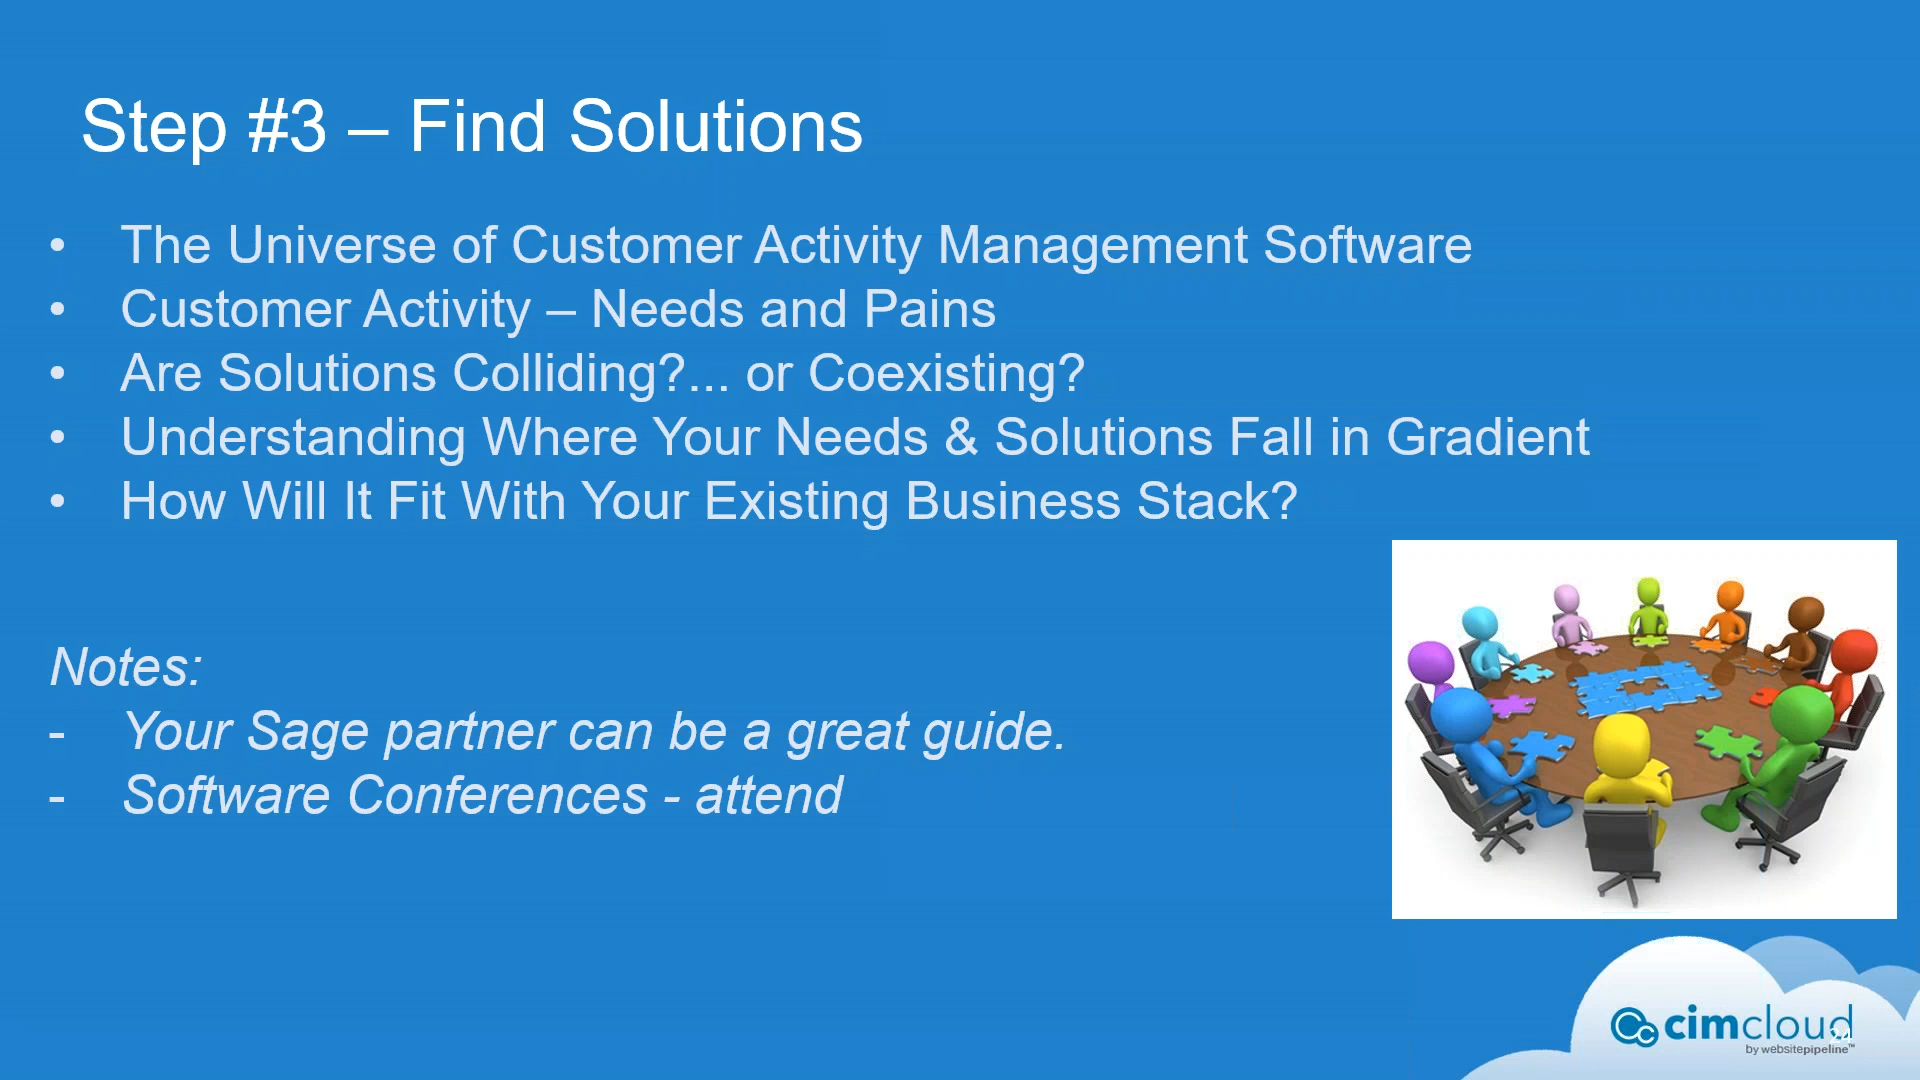 Step #3 – Find Solutions
• The Universe of Customer Activity Management Software
• Customer Activity – Needs and Pains
• Are Solutions Colliding?... or Coexisting?
• Understanding Where Your Needs & Solutions Fall in Gradient
• How Will It Fit With Your Existing Business Stack?
Notes:
- Your Sage partner can be a great guide.
- Software Conferences - attend
cimcloud
24
by websitepipeline™